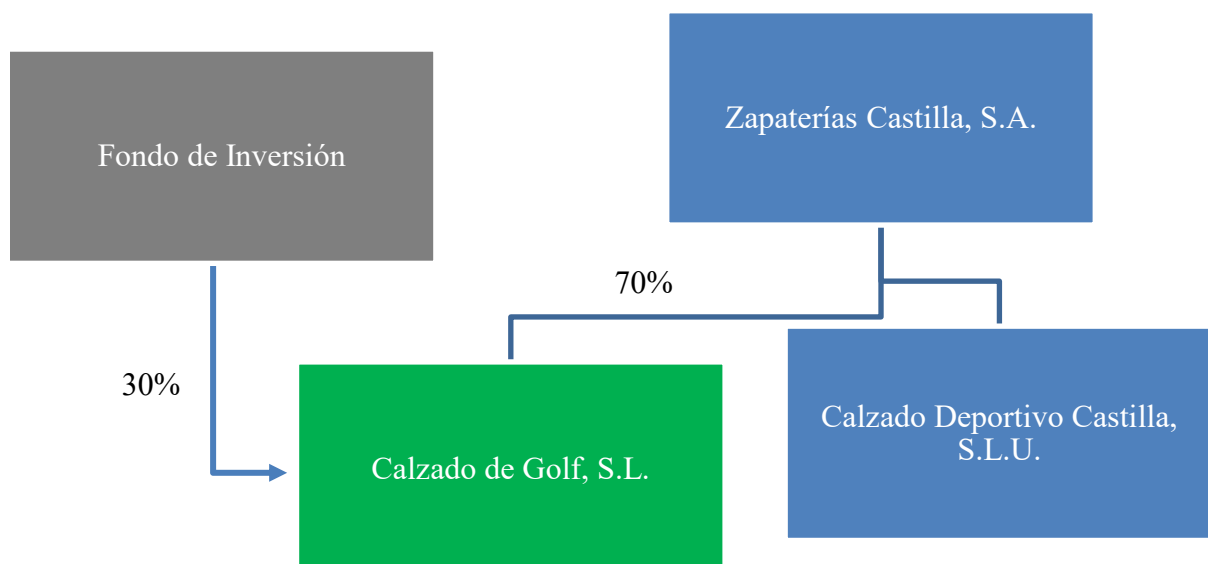 Fondo de Inversión
Zapaterías Castilla, S.A.
70%
30%
Calzado de Golf, S.L.
Calzado Deportivo Castilla,
S.L.U.